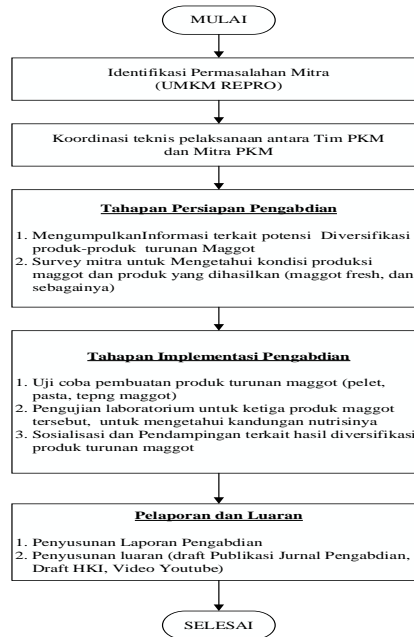 MULAI
Identifikasi Permasalahan Mitra
(UMKM REPRO)
Koordinasi teknis pelaksanaan antara Tim PKM
dan Mitra PKM
Tahapan Persiapan Pengabdian
1. MengumpulkanInformasi terkait potensi Diversifikasi
produk-produk turunan Maggot
2. Survey mitra untuk Mengetahui kondisi produksi
maggot dan produk yang dihasilkan (maggot fresh, dan
sebagainya)
Tahapan Implementasi Pengabdian
1. Uji coba pembuatan produk turunan maggot (pelet,
pasta, tepng maggot)
2. Pengujian laboratorium untuk ketiga produk maggot
tersebut, untuk mengetahui kandungan nutrisinya
3. Sosialisasi dan Pendampingan terkait hasil diversifikasi
produk turunan maggot
Pelaporan dan Luaran
1. Penyusunan Laporan Pengabdian
2. Penyusunan luaran (draft Publikasi Jurnal Pengabdian,
Draft HKI, Video Youtube)
SELESAI